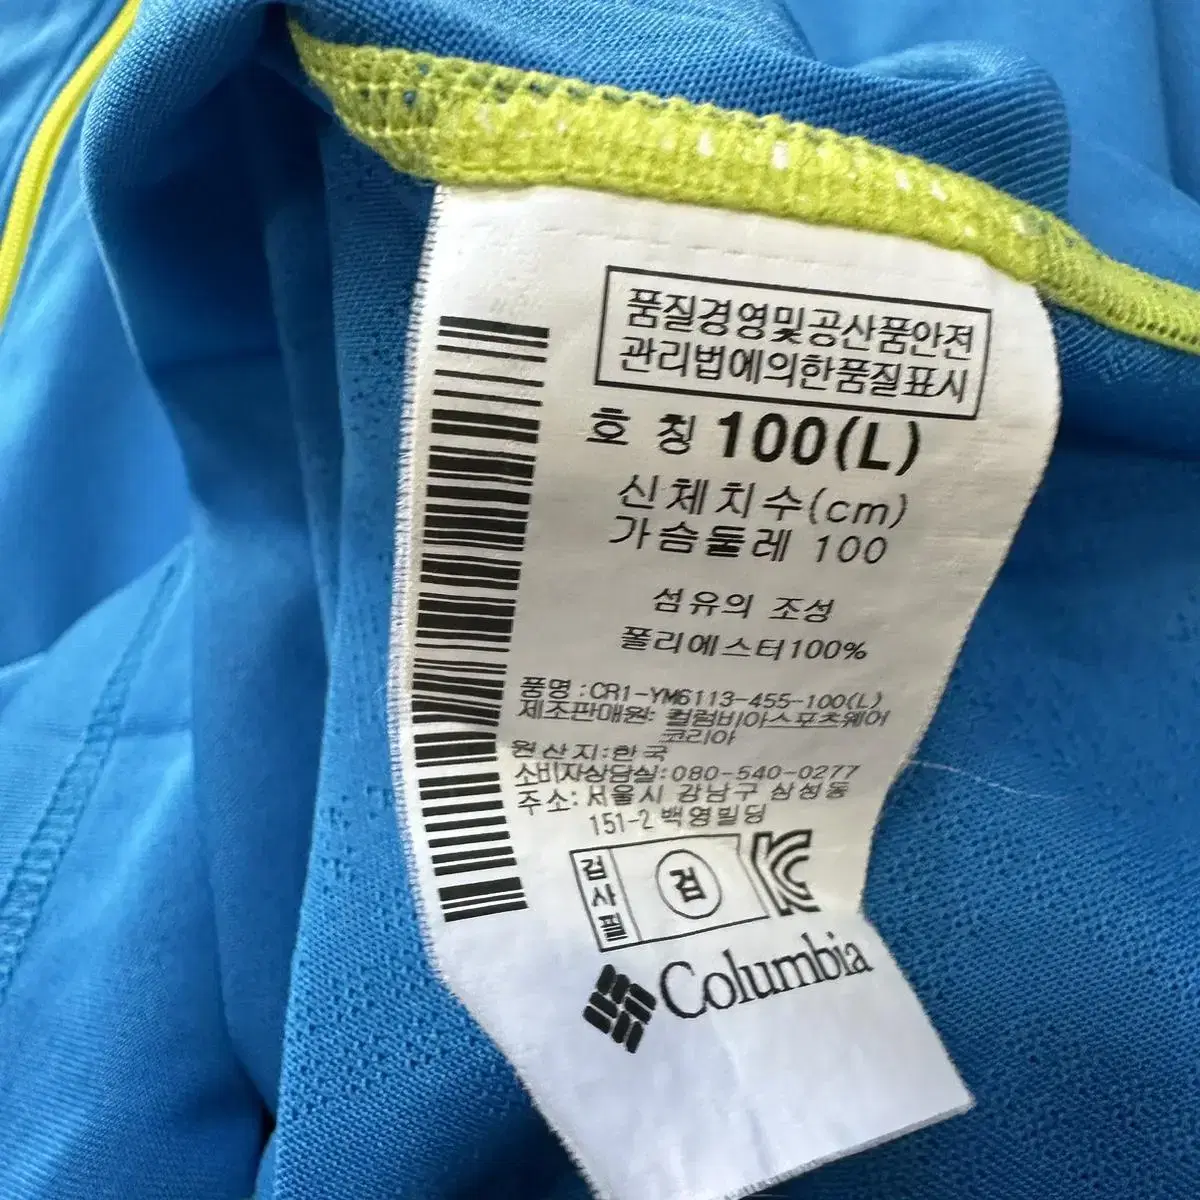 품질경영및공산품안전
관리법에의한품질표시
호 칭 100(L)
신체치수(cm)
가슴둘레 100
섬유의 조성
폴리에스터100%
품명:CR1-YM6113-455-100(L)
제조판매원: 컬럼비아스포츠웨어
코리아
원산지:한국
소비자상담실:080-540-0277
주소: 서울시 강남구 삼성동
151-2 백영빌딩
검사필
검
Columbia